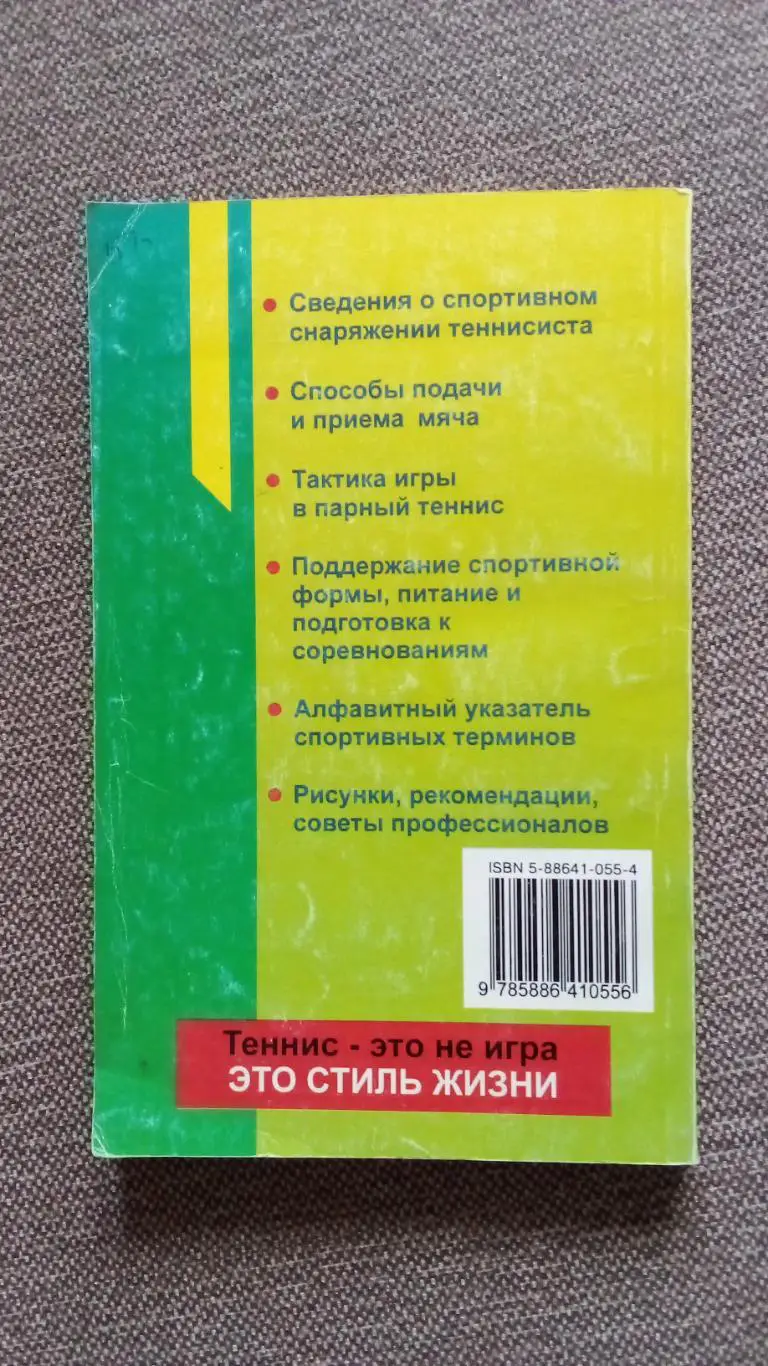 Сведения о спортивном
снаряжении теннисиста
Способы подачи
и приема мяча
Тактика игры
в парный теннис
Поддержание спортивной
формы, питание и
подготовка к
соревнованиям
Алфавитный указатель
спортивных терминов
Рисунки, рекомендации,
советы профессионалов
ISBN 5-88641-055-4
9 785886 410556
Теннис - это не игра
ЭТО СТИЛЬ ЖИЗНИ